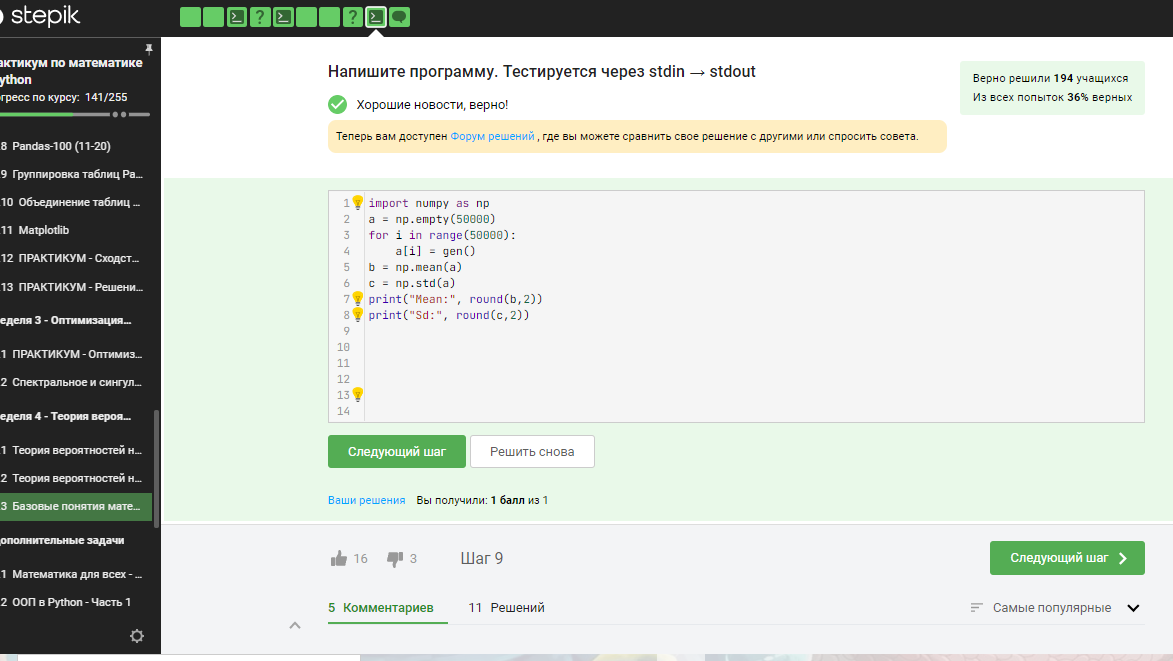 stepik
актикум по математике
ython
огресс по курсу: 141/255
8 Pandas-100 (11-20)
9 Группировка таблиц Pa...
10 Объединение таблиц ...
11 Matplotlib
12 ПРАКТИКУМ - Сходст...
13 ПРАКТИКУМ - Решени...
еделя 3 - Оптимизация...
1 ПРАКТИКУМ - Оптимиз...
2 Спектральное и сингул...
еделя 4 - Теория вероя...
1 Теория вероятностей н...
2 Теория вероятностей н...
3 Базовые понятия мате...
ополнительные задачи
1 Математика для всех - ...
2 ООП в Python - Часть 1
Напишите программу. Тестируется через stdin → stdout
Верно решили 194 учащихся
Из всех попыток 36% верных
Хорошие новости, верно!
Теперь вам доступен Форум решений , где вы можете сравнить свое решение с другими или спросить совета.
1 import numpy as np
2 a = np.empty(50000)
3 for i in range(50000):
4 a[i] = gen()
5 b = np.mean(a)
6 c = np.std(a)
7 print("Mean:", round(b,2))
8 print("Sd:", round(c,2))
9
10
11
12
13
14
Следующий шаг
Решить снова
Ваши решения Вы получили: 1 балл из 1
16 3 Шаг 9
Следующий шаг
5 Комментариев 11 Решений
Самые популярные